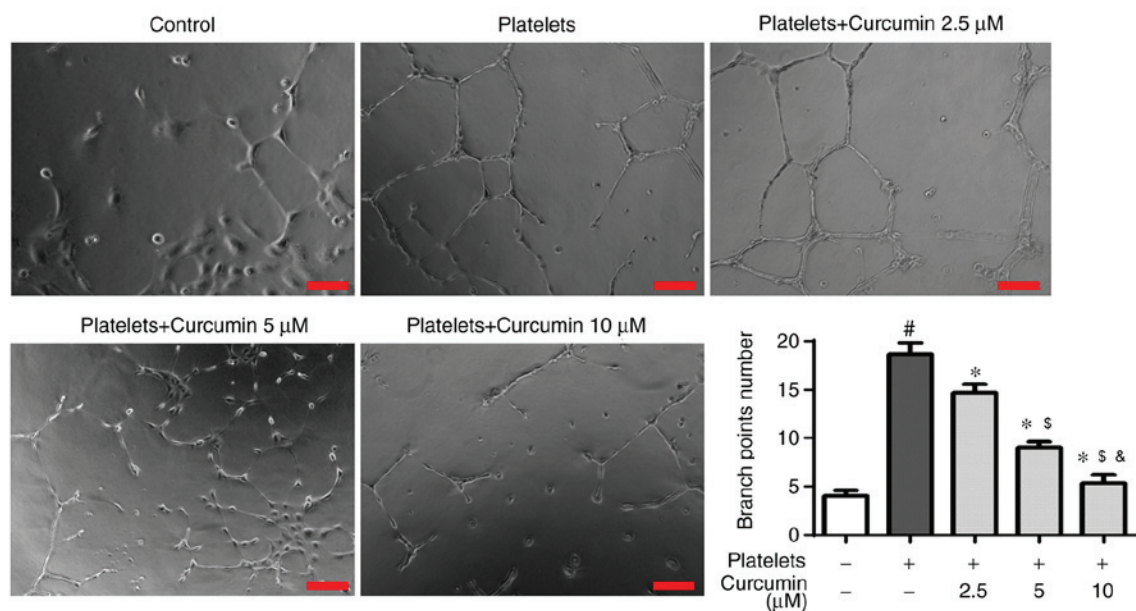 Control
Platelets
Platelets+Curcumin 2.5 μM
Platelets+Curcumin 5 μM
Platelets+Curcumin 10 μM
Branch points number
20
15
10
5
0
#
*
* $
* $ &
Platelets – + + + +
Curcumin (μM) – – 2.5 5 10